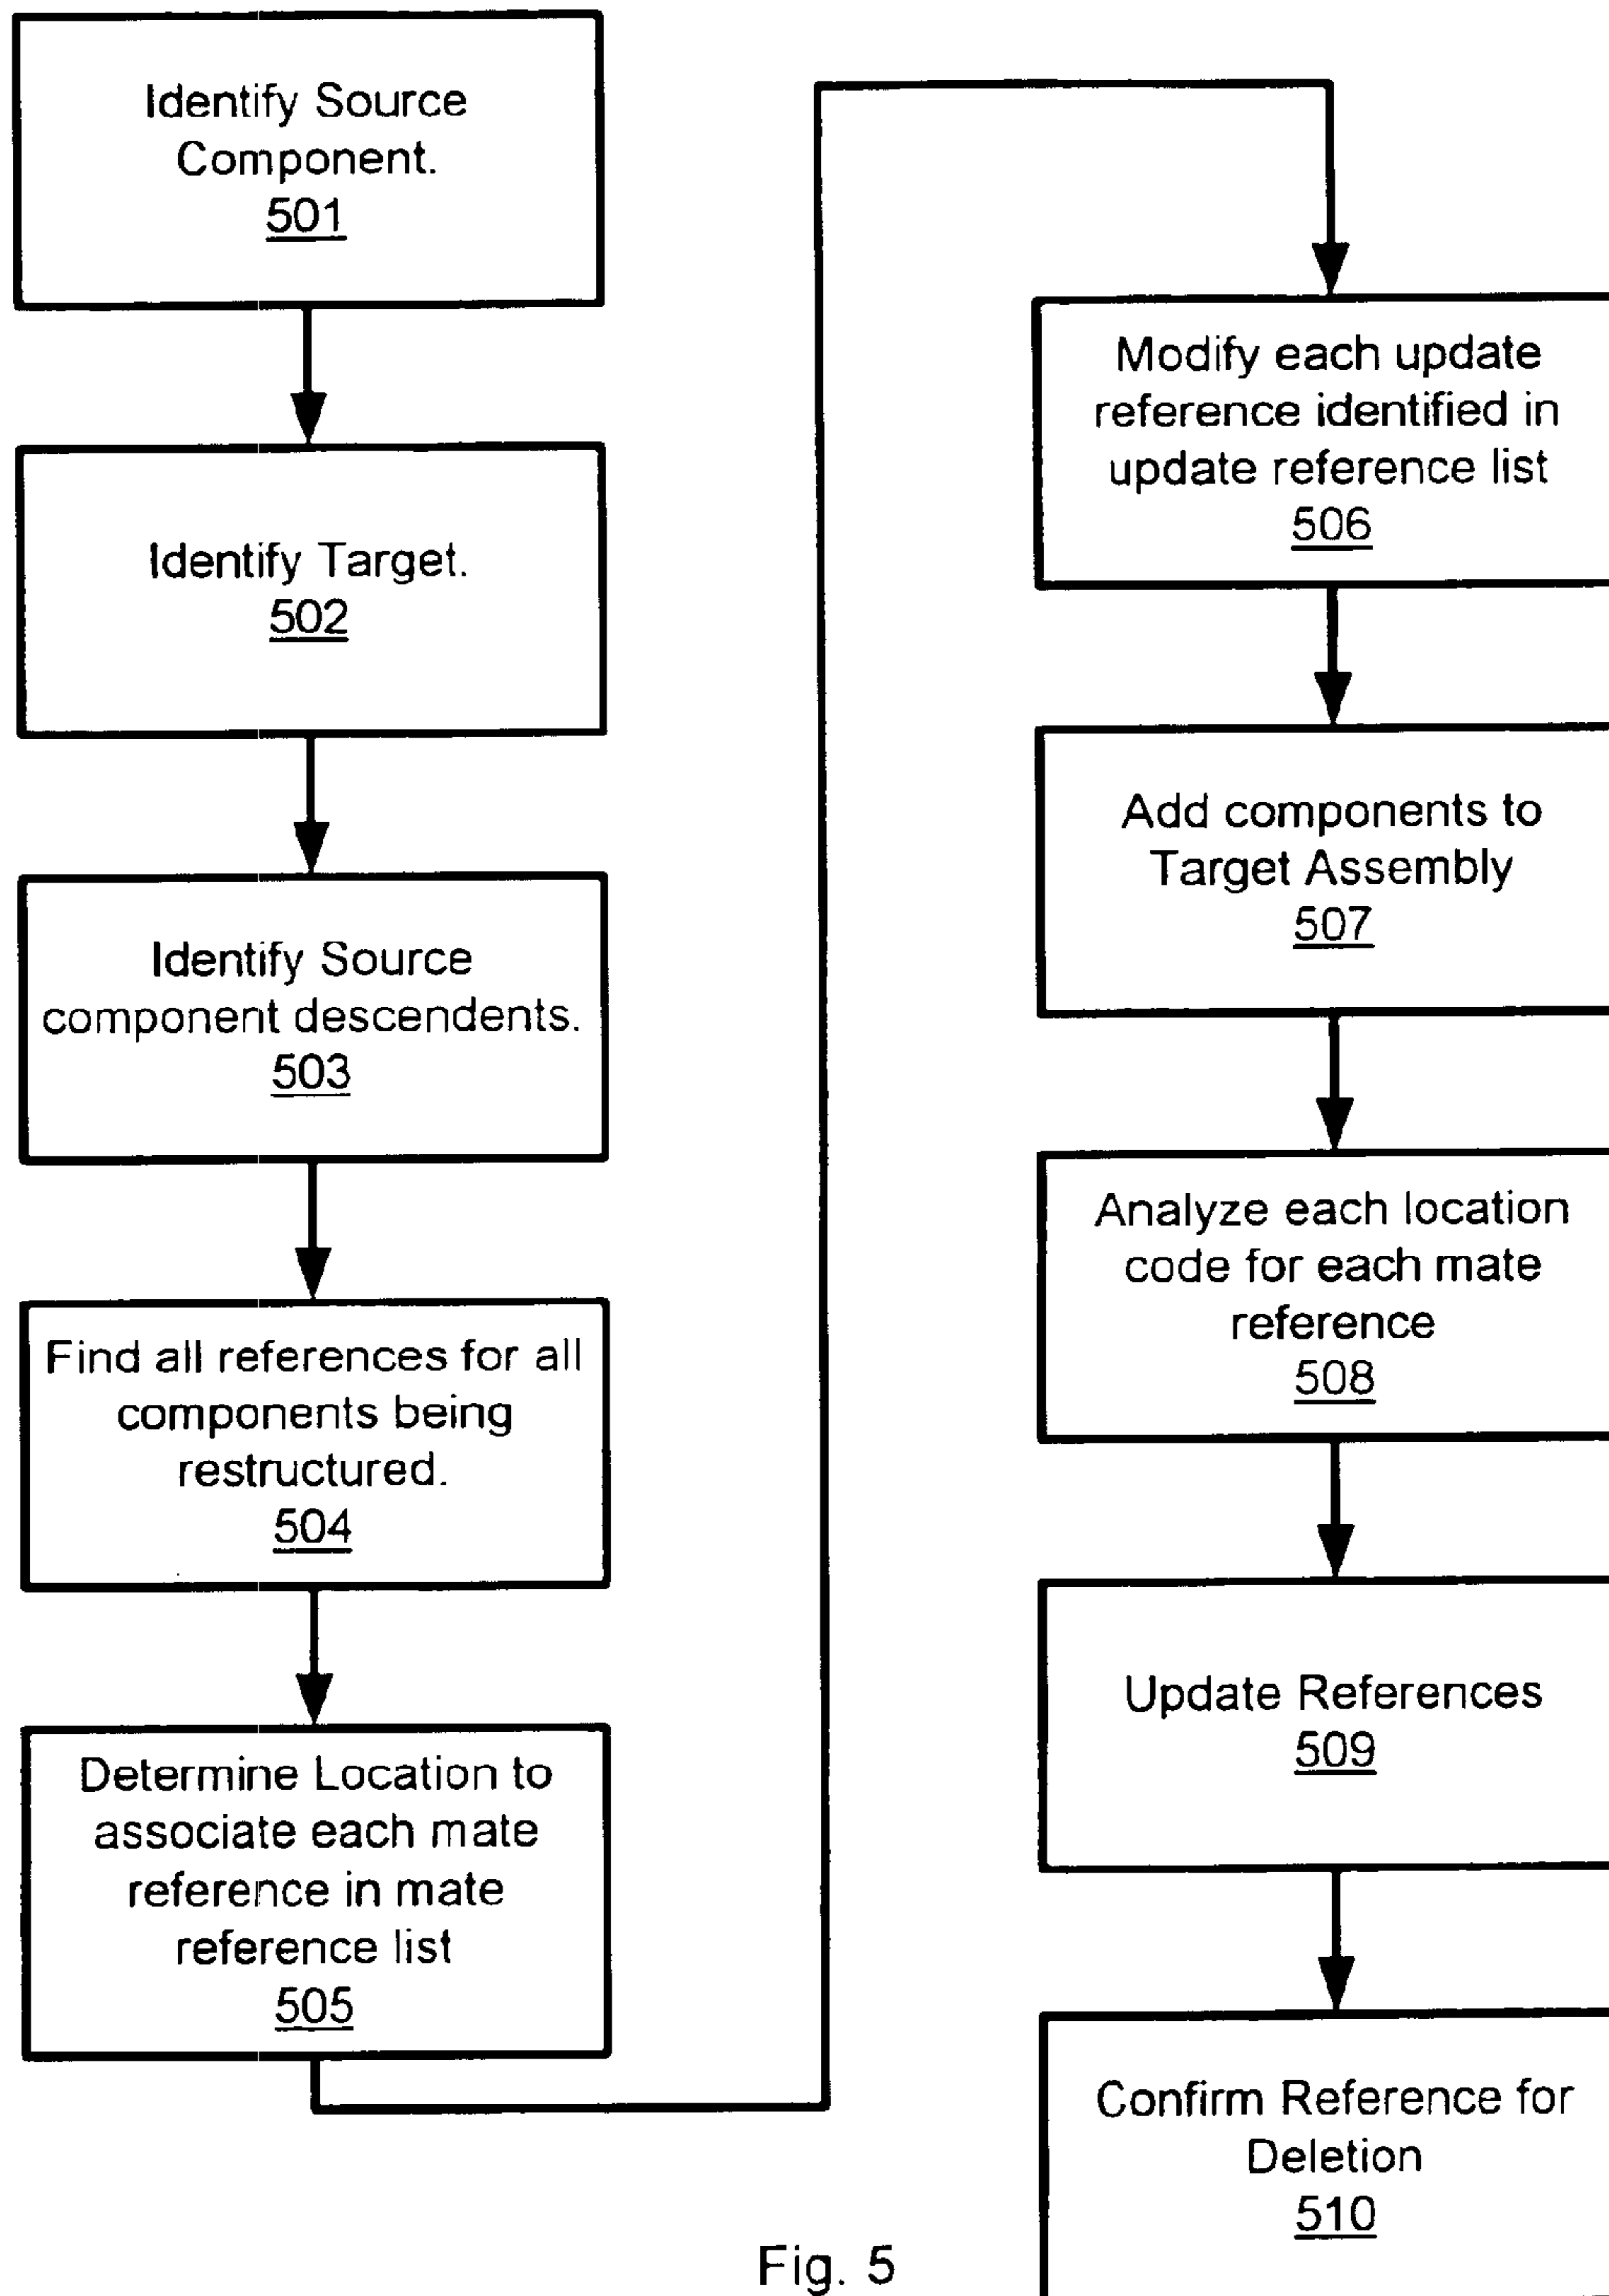 Identify Source
Component.
501
Identify Target.
502
Identify Source
component descendents.
503
Find all references for all
components being
restructured.
504
Determine Location to
associate each mate
reference in mate
reference list
505
Modify each update
reference identified in
update reference list
506
Add components to
Target Assembly
507
Analyze each location
code for each mate
reference
508
Update References
509
Confirm Reference for
Deletion
510
Fig. 5